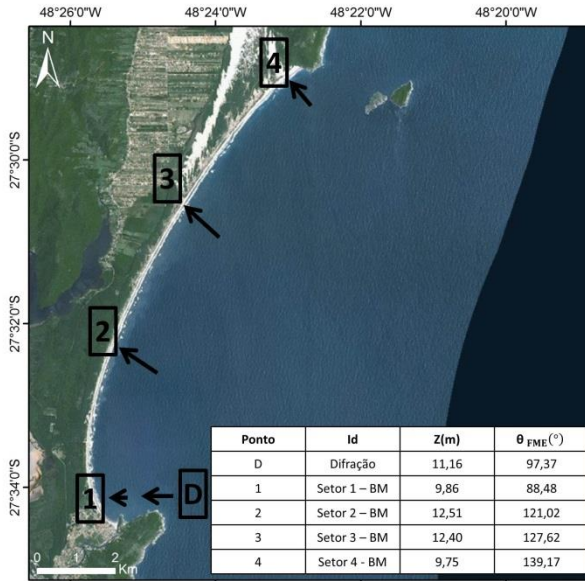 48°26'0"W 48°24'0"W 48°22'0"W 48°20'0"W
N
4
27°30'0"S
3
27°32'0"S
2
27°34'0"S
1
D
0 1 2
Km
Ponto Id Z(m) θ FME(°)
D Difração 11,16 97,37
1 Setor 1 – BM 9,86 88,48
2 Setor 2 – BM 12,51 121,02
3 Setor 3 – BM 12,40 127,62
4 Setor 4 - BM 9,75 139,17